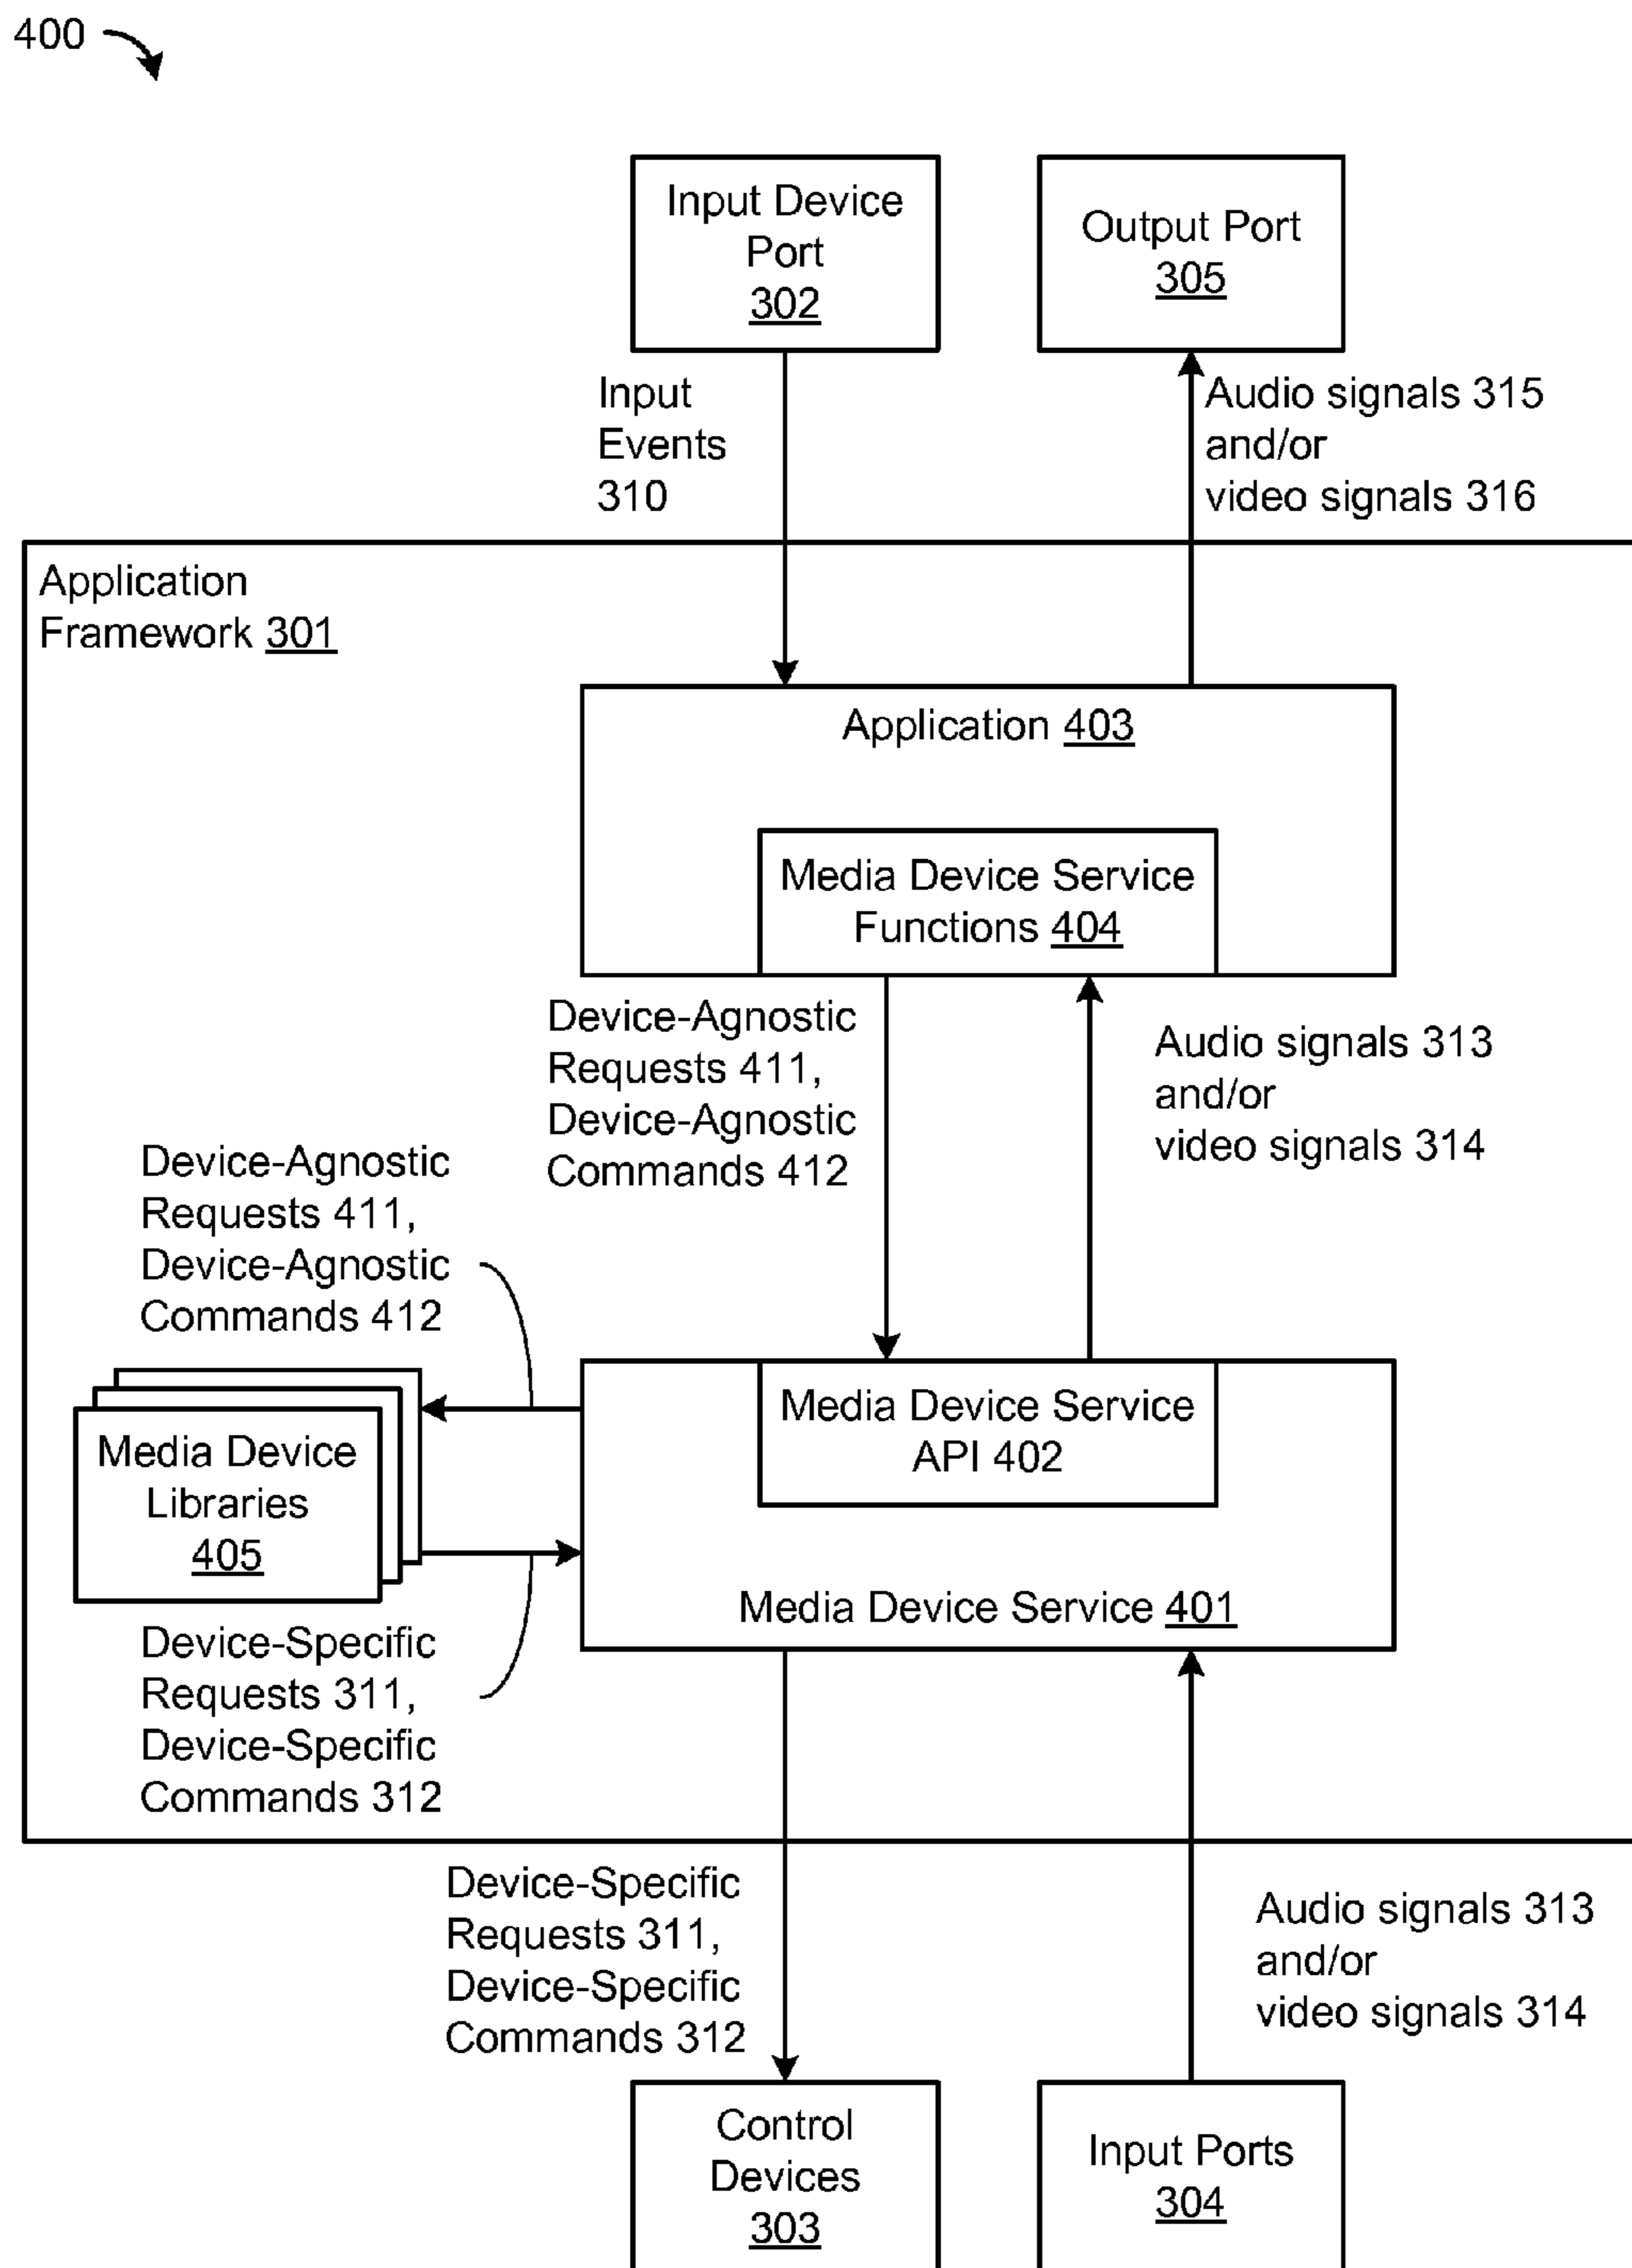 400
Input Device
Port
302
Output Port
305
Input
Events
310
Audio signals 315
and/or
video signals 316
Application
Framework 301
Application 403
Media Device Service
Functions 404
Device-Agnostic
Requests 411,
Device-Agnostic
Commands 412
Audio signals 313
and/or
video signals 314
Device-Agnostic
Requests 411,
Device-Agnostic
Commands 412
Media Device
Libraries
405
Media Device Service
API 402
Media Device Service 401
Device-Specific
Requests 311,
Device-Specific
Commands 312
Device-Specific
Requests 311,
Device-Specific
Commands 312
Audio signals 313
and/or
video signals 314
Control
Devices
303
Input Ports
304